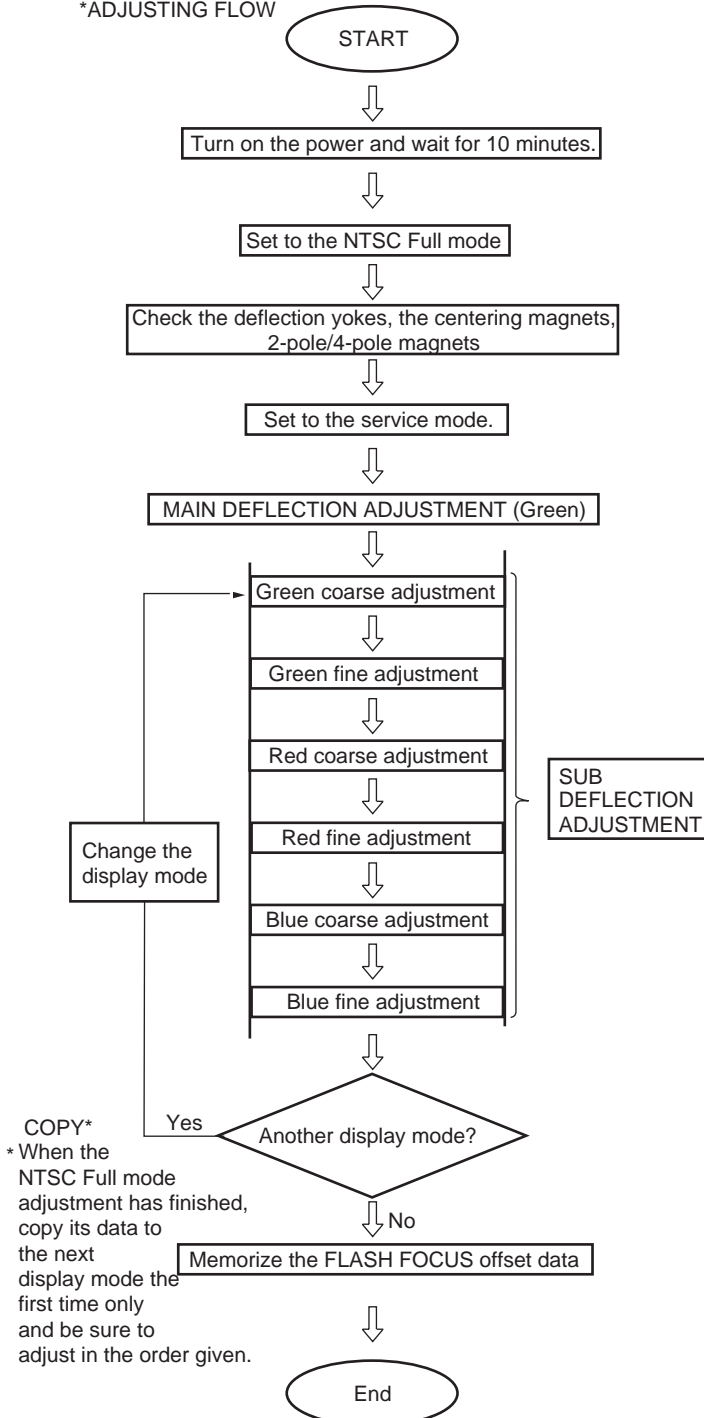 *ADJUSTING FLOW
START
Turn on the power and wait for 10 minutes.
Set to the NTSC Full mode
Check the deflection yokes, the centering magnets,
2-pole/4-pole magnets
Set to the service mode.
MAIN DEFLECTION ADJUSTMENT (Green)
Green coarse adjustment
Green fine adjustment
Red coarse adjustment
Red fine adjustment
Blue coarse adjustment
Blue fine adjustment
SUB
DEFLECTION
ADJUSTMENT
Change the
display mode
Another display mode?
Yes
No
COPY*
* When the
NTSC Full mode
adjustment has finished,
copy its data to
the next
display mode the
first time only
and be sure to
adjust in the order given.
Memorize the FLASH FOCUS offset data
End